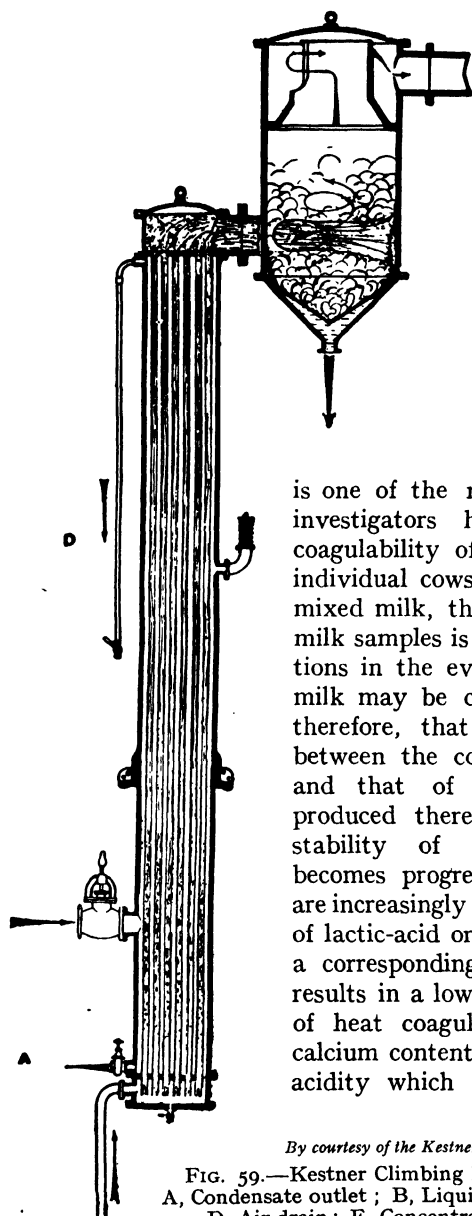 D
A
is one of the
investigators
coagulability of
individual cows
mixed milk, th
milk samples is
tions in the ev
milk may be c
therefore, that
between the co
and that of
produced there
stability of
becomes progre
are increasingly
of lactic-acid or
a corresponding
results in a low
of heat coagul
calcium content
acidity which
By courtesy of the Kestne
FIG. 59.—Kestner Climbing
A, Condensate outlet ; B, Liqui